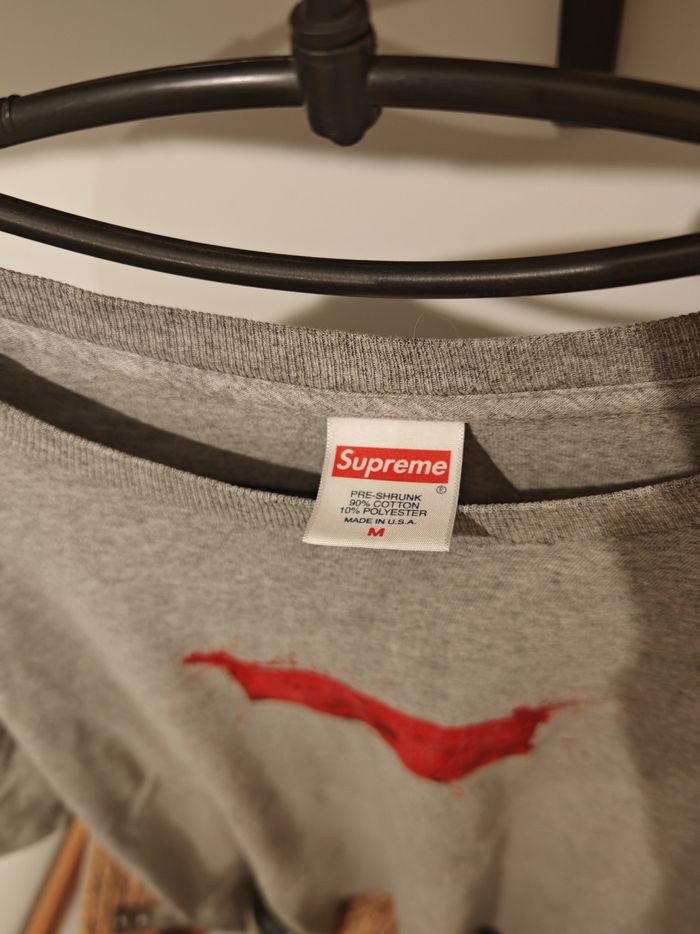 Supreme
®
PRE-SHRUNK
90% COTTON
10% POLYESTER
MADE IN U.S.A.
M